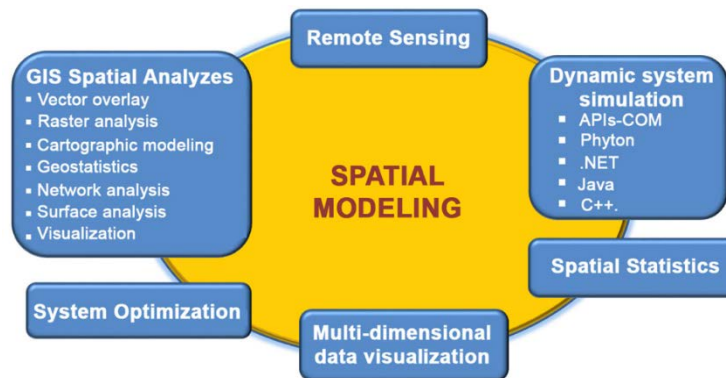 Remote Sensing
GIS Spatial Analyzes
▪ Vector overlay
▪ Raster analysis
▪ Cartographic modeling
▪ Geostatistics
▪ Network analysis
▪ Surface analysis
▪ Visualization
Dynamic system
simulation
▪ APIs-COM
▪ Phyton
▪ .NET
▪ Java
▪ C++.
SPATIAL
MODELING
Spatial Statistics
System Optimization
Multi-dimensional
data visualization